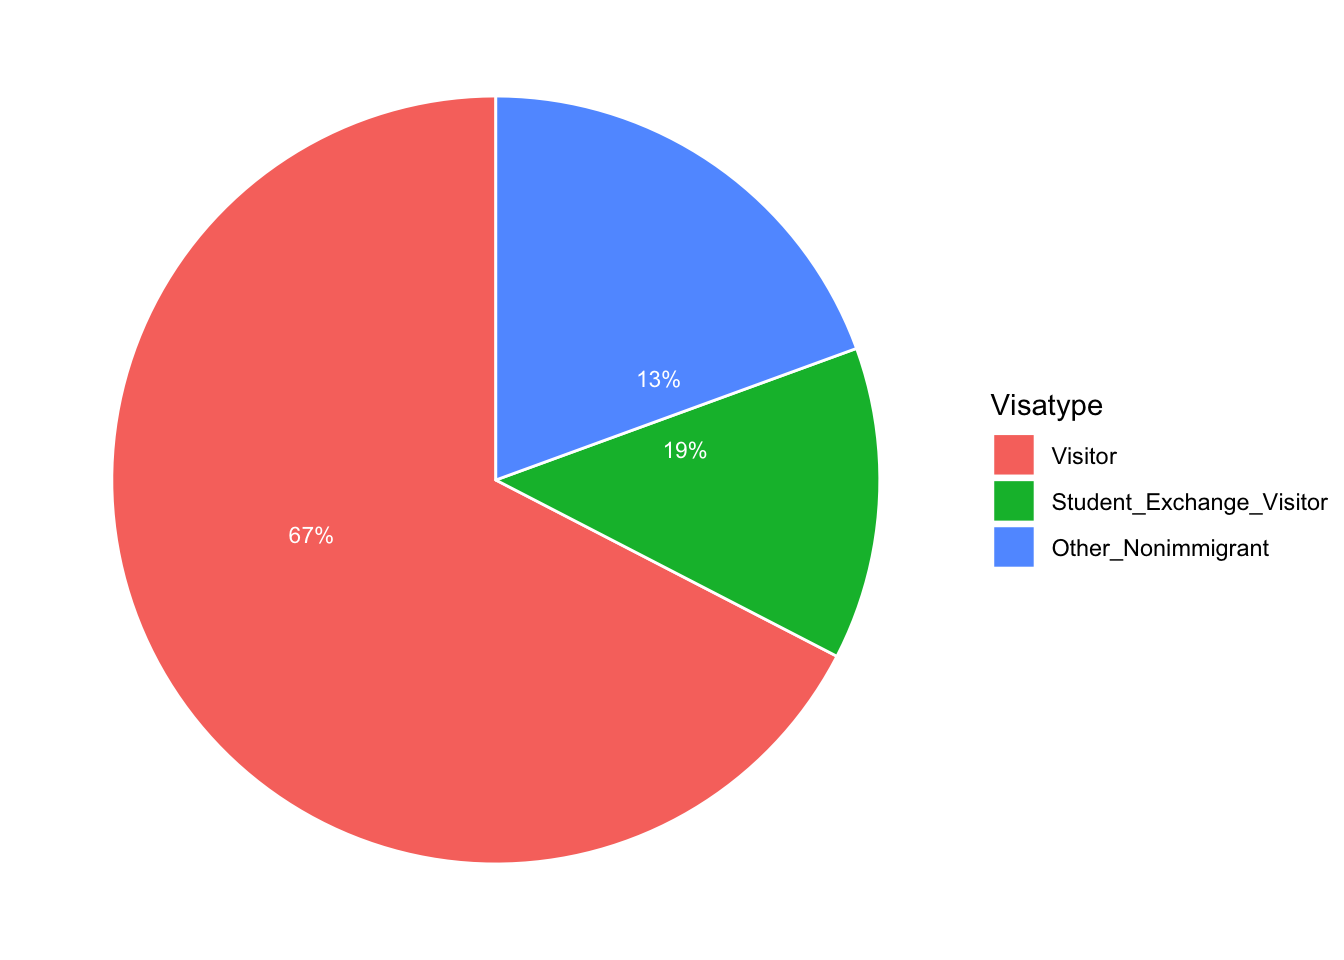 13%
19%
67%
Visatype
Visitor
Student_Exchange_Visitor
Other_Nonimmigrant